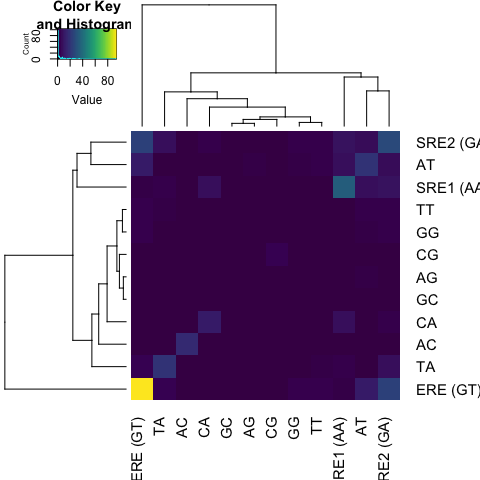 Color Key
and Histogram
Count
0 80
0 40 80
Value
SRE2 (GA
AT
SRE1 (AA
TT
GG
CG
AG
GC
CA
AC
TA
ERE (GT)
ERE (GT)
TA
AC
CA
GC
AG
CG
GG
TT
RE1 (AA)
AT
RE2 (GA)